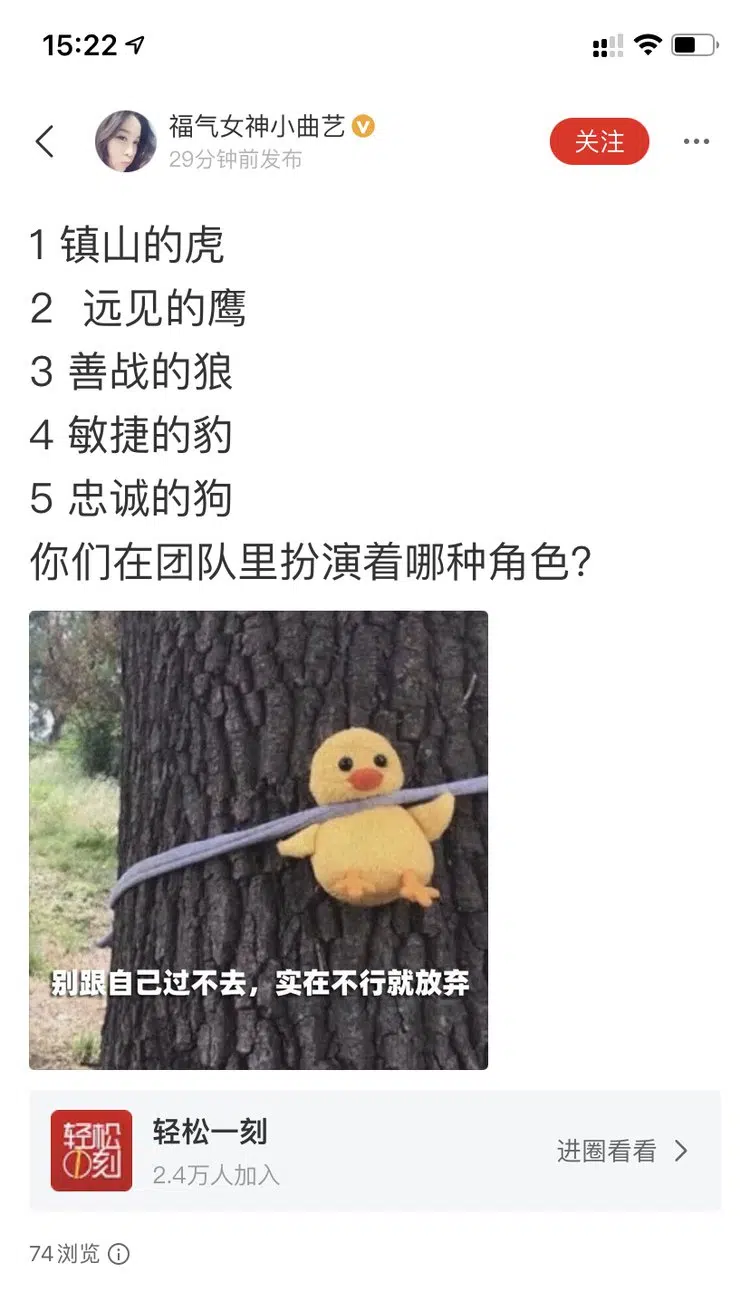 15:22
福气女神小曲艺
29分钟前发布
关注
1 镇山的虎
2 远见的鹰
3 善战的狼
4 敏捷的豹
5 忠诚的狗
你们在团队里扮演着哪种角色？
别跟自己过不去，实在不行就放弃
轻松一刻
轻松一刻
2.4万人加入
进圈看看
74浏览